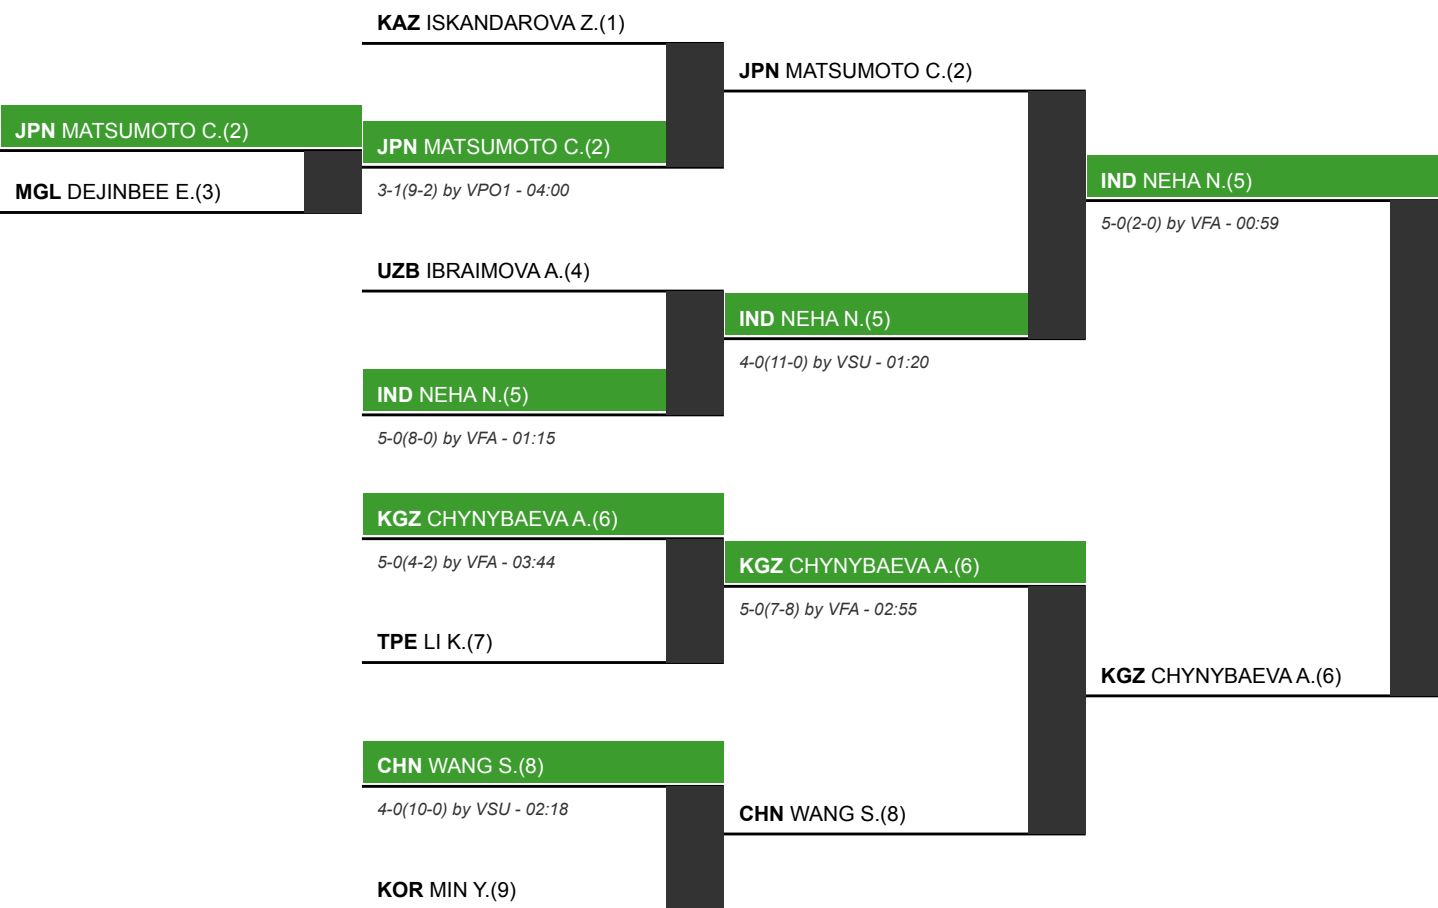 JPN MATSUMOTO C.(2)
MGL DEJINBEE E.(3)
KAZ ISKANDAROVA Z.(1)
JPN MATSUMOTO C.(2)
3-1(9-2) by VPO1 - 04:00
UZB IBRAIMOVA A.(4)
IND NEHA N.(5)
5-0(8-0) by VFA - 01:15
KGZ CHYNYBAEVA A.(6)
5-0(4-2) by VFA - 03:44
TPE LI K.(7)
CHN WANG S.(8)
4-0(10-0) by VSU - 02:18
KOR MIN Y.(9)
JPN MATSUMOTO C.(2)
IND NEHA N.(5)
4-0(11-0) by VSU - 01:20
KGZ CHYNYBAEVA A.(6)
5-0(7-8) by VFA - 02:55
CHN WANG S.(8)
IND NEHA N.(5)
5-0(2-0) by VFA - 00:59
KGZ CHYNYBAEVA A.(6)